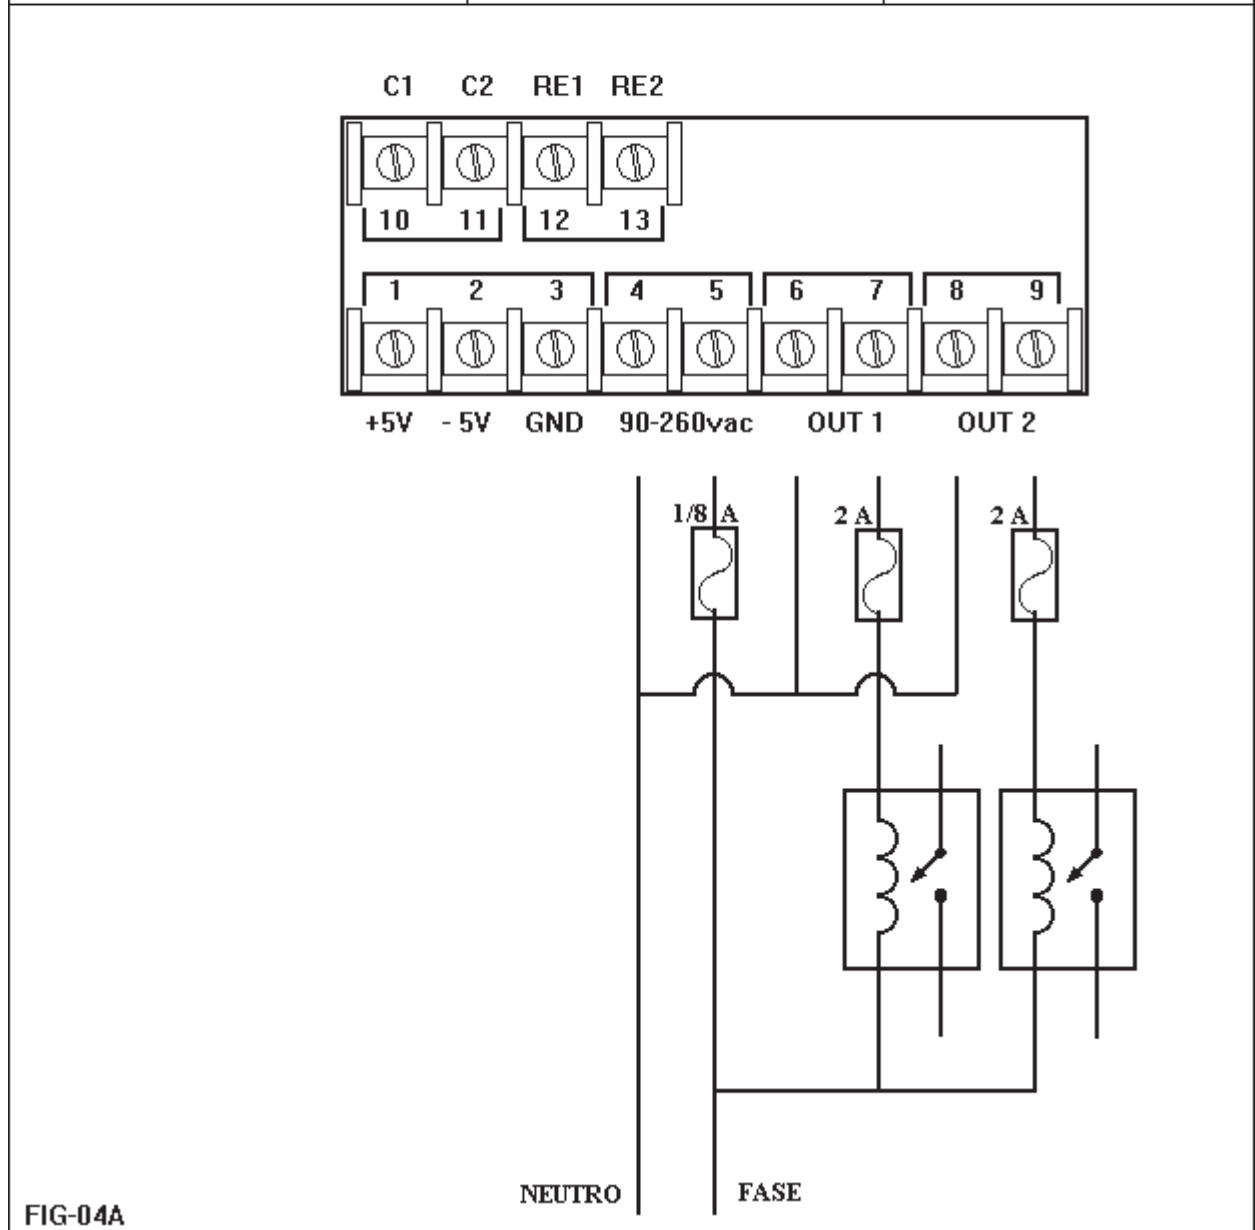 C1 C2 RE1 RE2
10 11 12 13
1 2 3 4 5 6 7 8 9
+5V - 5V GND 90-260vac OUT 1 OUT 2
1/8 A 2 A 2 A
NEUTRO FASE
FIG-04A